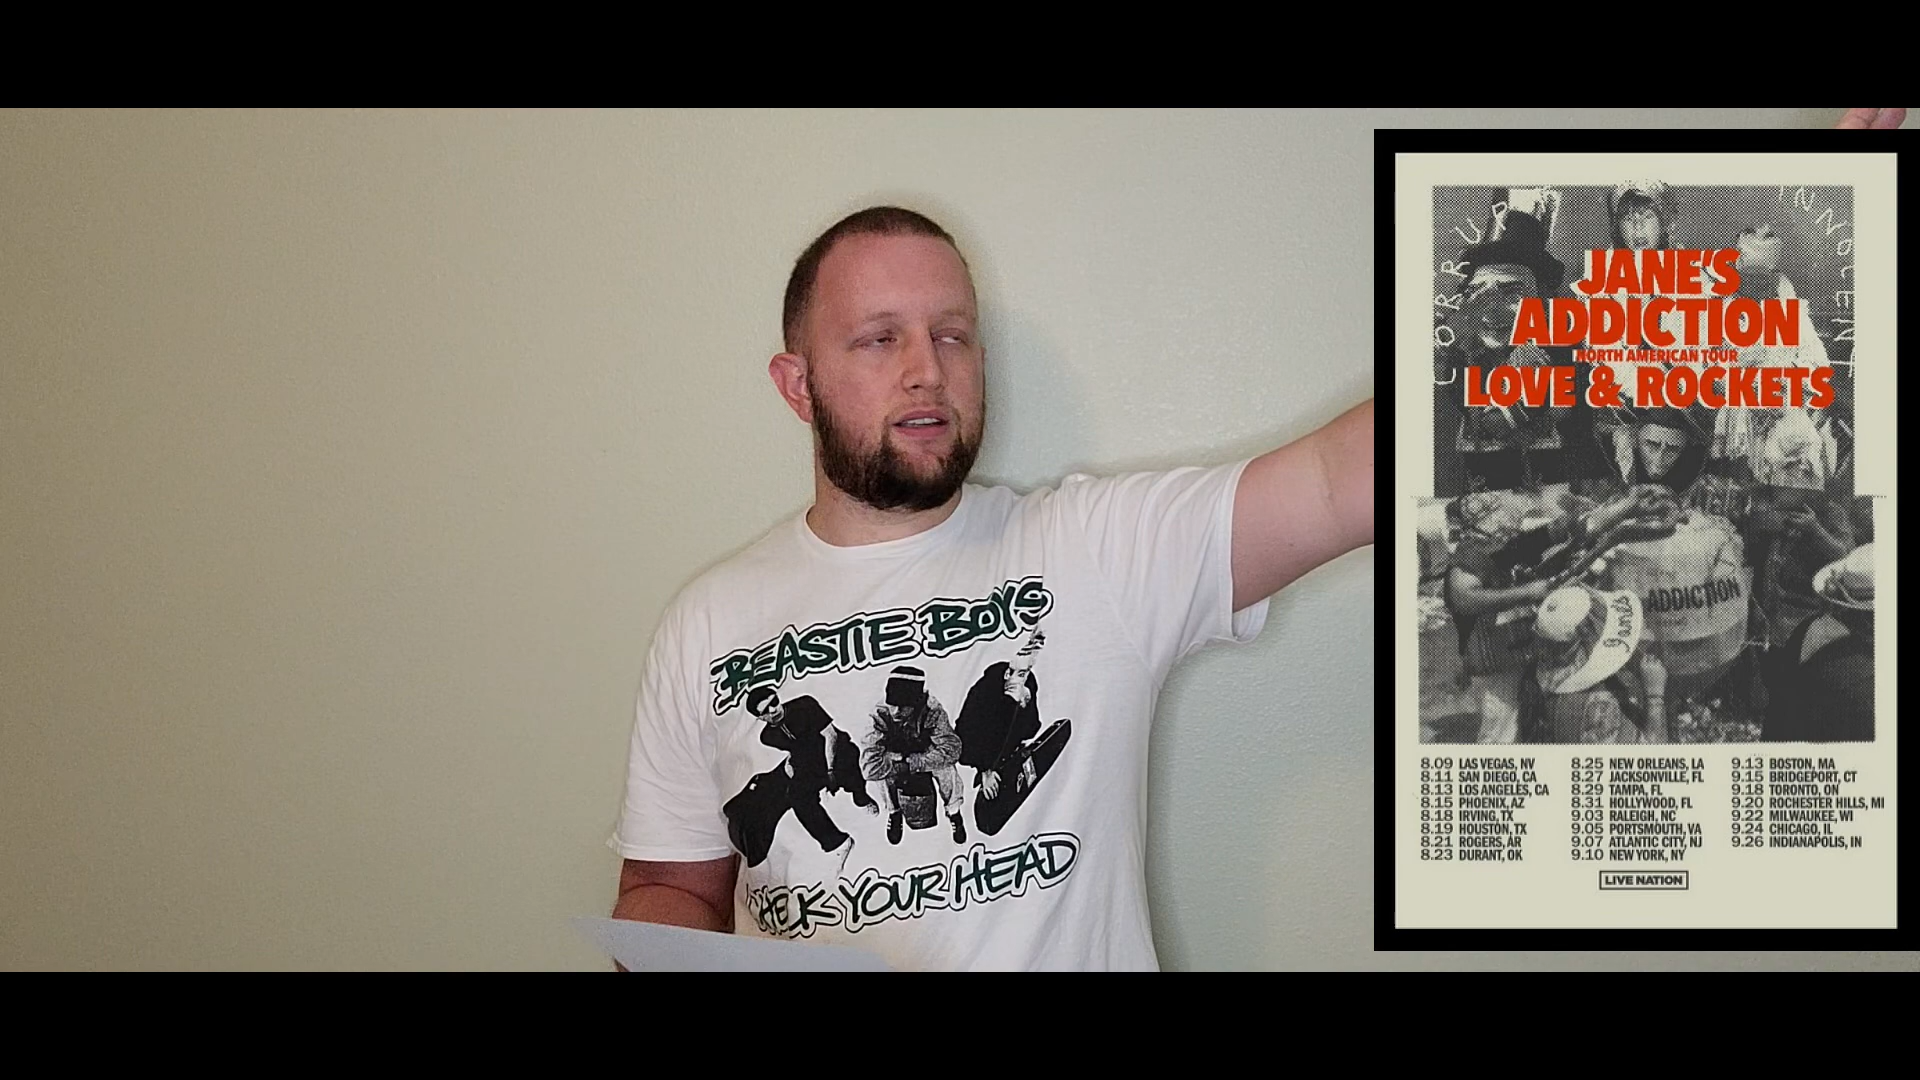 BEASTIE BOYS
CHECK YOUR HEAD
INNOCENT
JANE'S
ADDICTION
NORTH AMERICAN TOUR
LOVE & ROCKETS
ADDICTION
Jane's
8.09 LAS VEGAS, NV
8.11 SAN DIEGO, CA
8.13 LOS ANGELES, CA
8.15 PHOENIX, AZ
8.18 IRVING, TX
8.19 HOUSTON, TX
8.21 ROGERS, AR
8.23 DURANT, OK
8.25 NEW ORLEANS, LA
8.27 JACKSONVILLE, FL
8.29 TAMPA, FL
8.31 HOLLYWOOD, FL
9.03 RALEIGH, NC
9.05 PORTSMOUTH, VA
9.07 ATLANTIC CITY, NJ
9.10 NEW YORK, NY
9.13 BOSTON, MA
9.15 BRIDGEPORT, CT
9.18 TORONTO, ON
9.20 ROCHESTER HILLS, MI
9.22 MILWAUKEE, WI
9.24 CHICAGO, IL
9.26 INDIANAPOLIS, IN
LIVE NATION